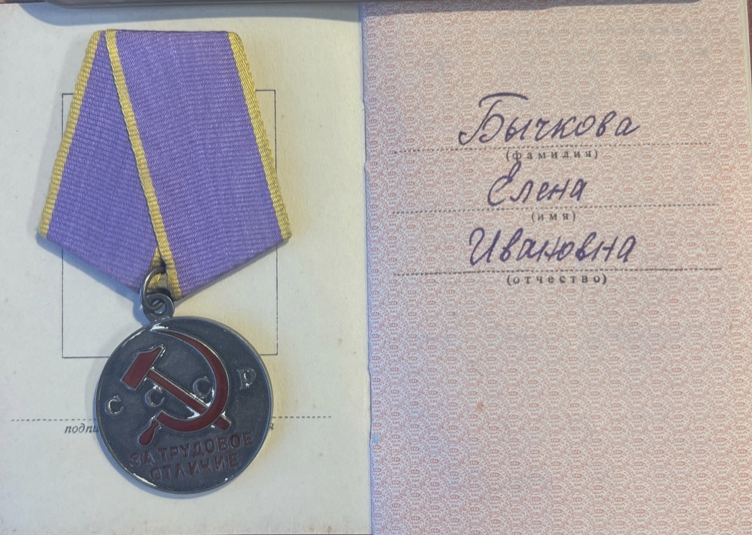 СССР
ЗА ТРУДОВОЕ
ОТЛИЧИЕ
Бычкова
(фамилия)
Елена
(имя)
Ивановна
(отчество)